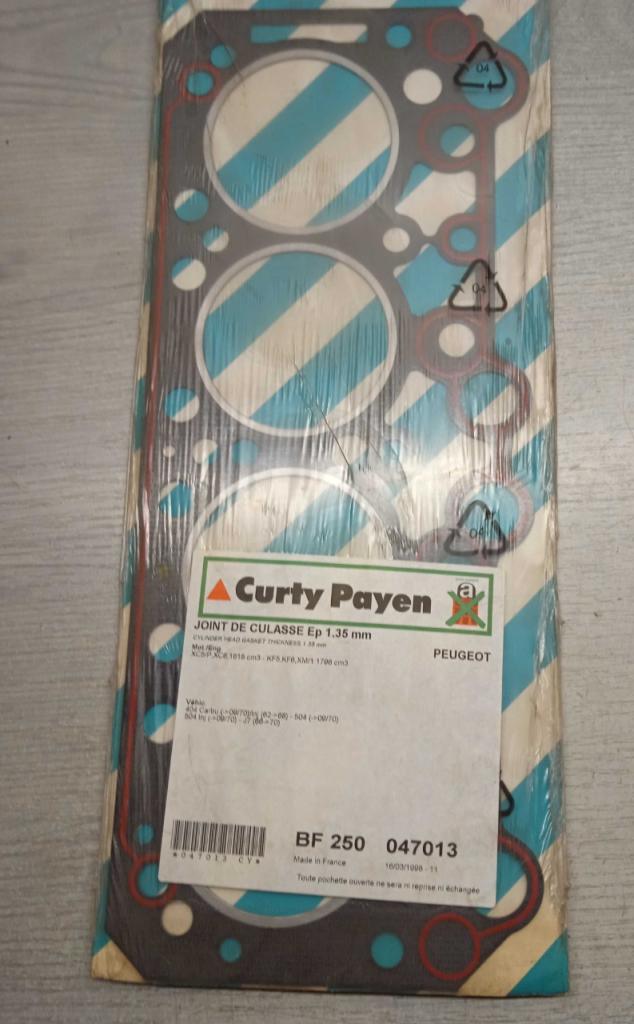 04
04
04
Curty Payen
a
JOINT DE CULASSE Ep 1.35 mm
CYLINDER HEAD GASKET THICKNESS 1.35 mm
PEUGEOT
Mot./Eng.
XC5/P,XC6,1618 cm3 - KF5,KF6,XM/1 1796 cm3
Véhic.
404 Carbu (->09/70)/Inj (62->68) - 504 (->09/70)
504 Inj (->09/70) - J7 (66->70)
*047013 CY*
BF 250 047013
Made in France 16/03/1998 - 11
Toute pochette ouverte ne sera ni reprise ni échangée